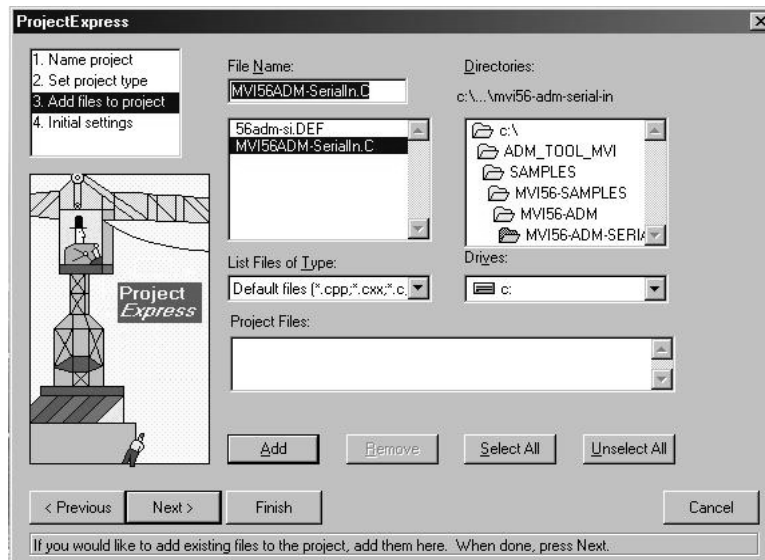 ProjectExpress
1. Name project
2. Set project type
3. Add files to project
4. Initial settings
File Name:
MVI56ADM-SerialIn.C
56adm-si.DEF
MVI56ADM-SerialIn.C
Directories:
c:\...\mvi56-adm-serial-in
c:\
ADM_TOOL_MVI
SAMPLES
MVI56-SAMPLES
MVI56-ADM
MVI56-ADM-SERIA
List Files of Type:
Default files (*.cpp;*.cxx;*.c,
Drives:
c:
Project
Express
Project Files:
Add
Remove
Select All
Unselect All
< Previous
Next >
Finish
Cancel
If you would like to add existing files to the project, add them here. When done, press Next.